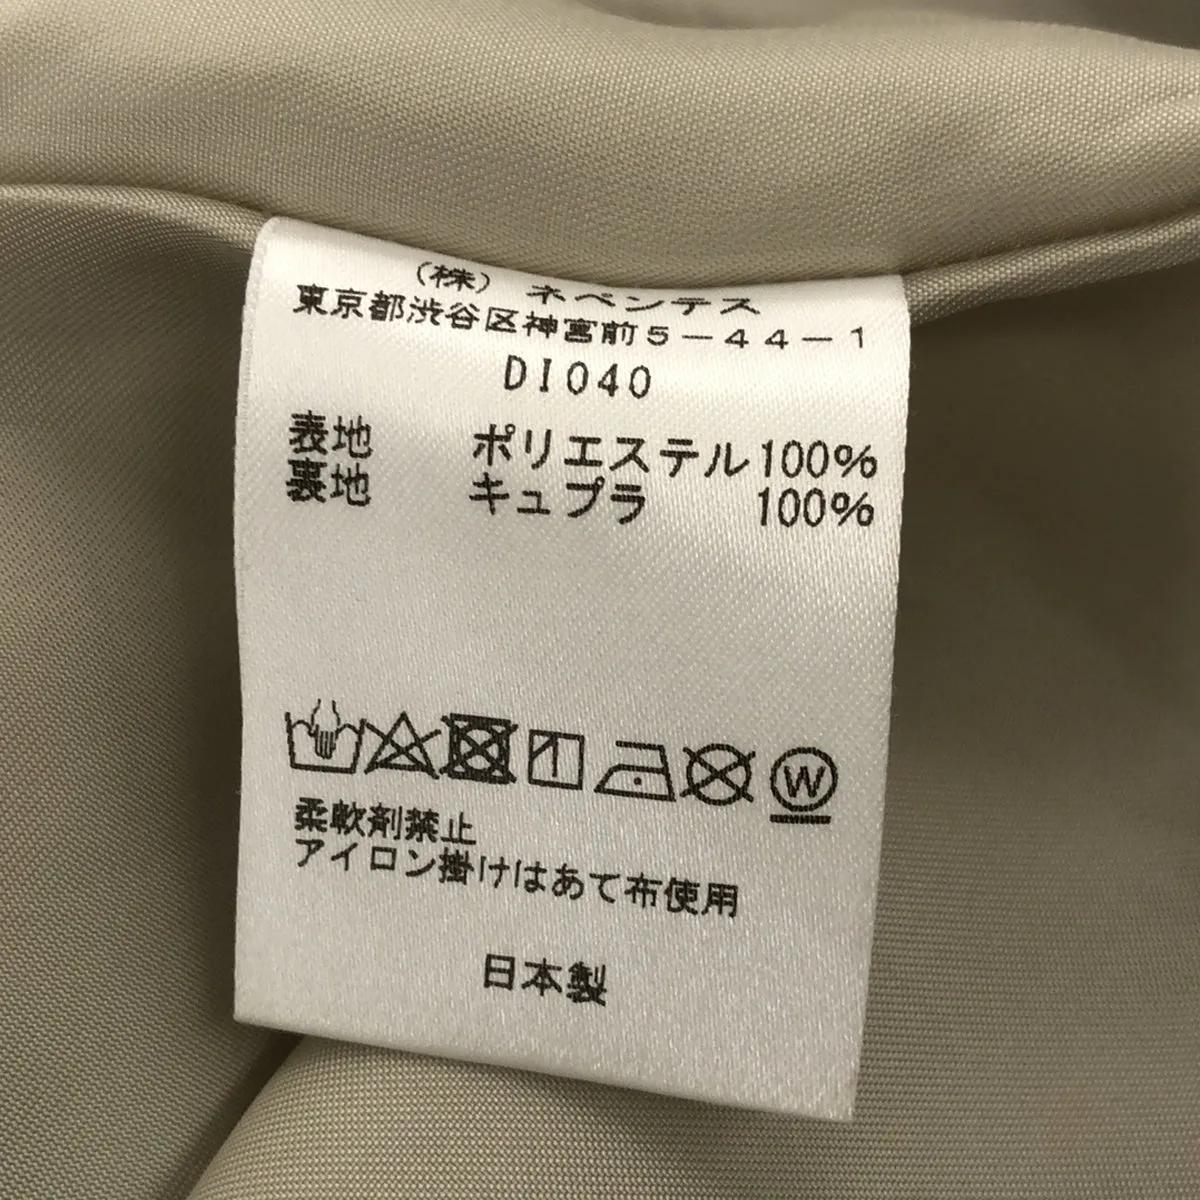 (株) ネペンテス
東京都渋谷区神宮前5-44-1
DI040
表地 ポリエステル100%
裏地 キュプラ 100%
W
柔軟剤禁止
アイロン掛けはあて布使用
日本製